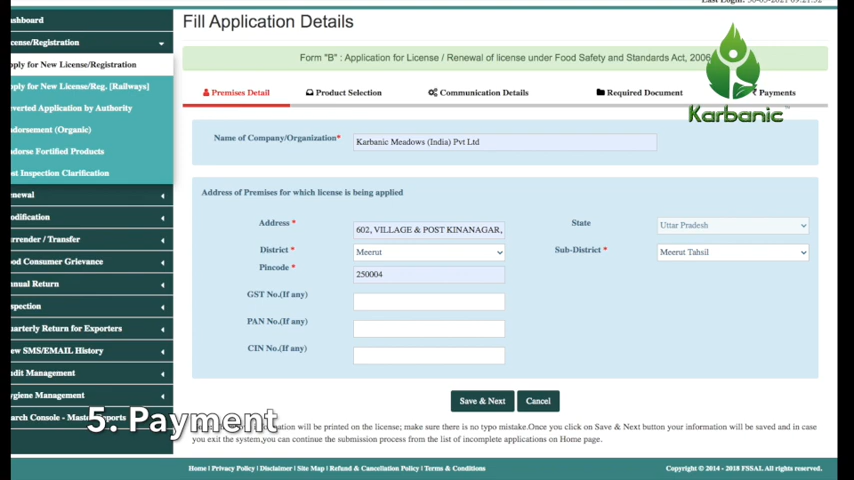 Fill Application Details
ashboard
cense/Registration
pply for New License/Registration
pply for New License/Reg. [Railways]
verted Application by Authority
ndorsement (Organic)
dorse Fortified Products
ost Inspection Clarification
newal
odification
rrender / Transfer
od Consumer Grievance
nnual Return
spection
uarterly Return for Exporters
ew SMS/EMAIL History
udit Management
ygiene Management
arch Console - Master Reports
Form "B" : Application for License / Renewal of license under Food Safety and Standards Act, 2006
Premises Detail
Product Selection
Communication Details
Required Document
Payments
Karbanic
Name of Company/Organization*
Karbanic Meadows (India) Pvt Ltd
Address of Premises for which license is being applied
Address *
602, VILLAGE & POST KINANAGAR,
State
Uttar Pradesh
District *
Meerut
Sub-District *
Meerut Tahsil
Pincode *
250004
GST No.(If any)
PAN No.(If any)
CIN No.(If any)
Save & Next
Cancel
5. Payment
information will be printed on the license; make sure there is no typo mistake.Once you click on Save & Next button your information will be saved and in case
you exit the system,you can continue the submission process from the list of incomplete applications on Home page.
Home | Privacy Policy | Disclaimer | Site Map | Refund & Cancellation Policy | Terms & Conditions
Copyright © 2014 - 2018 FSSAI. All rights reserved.